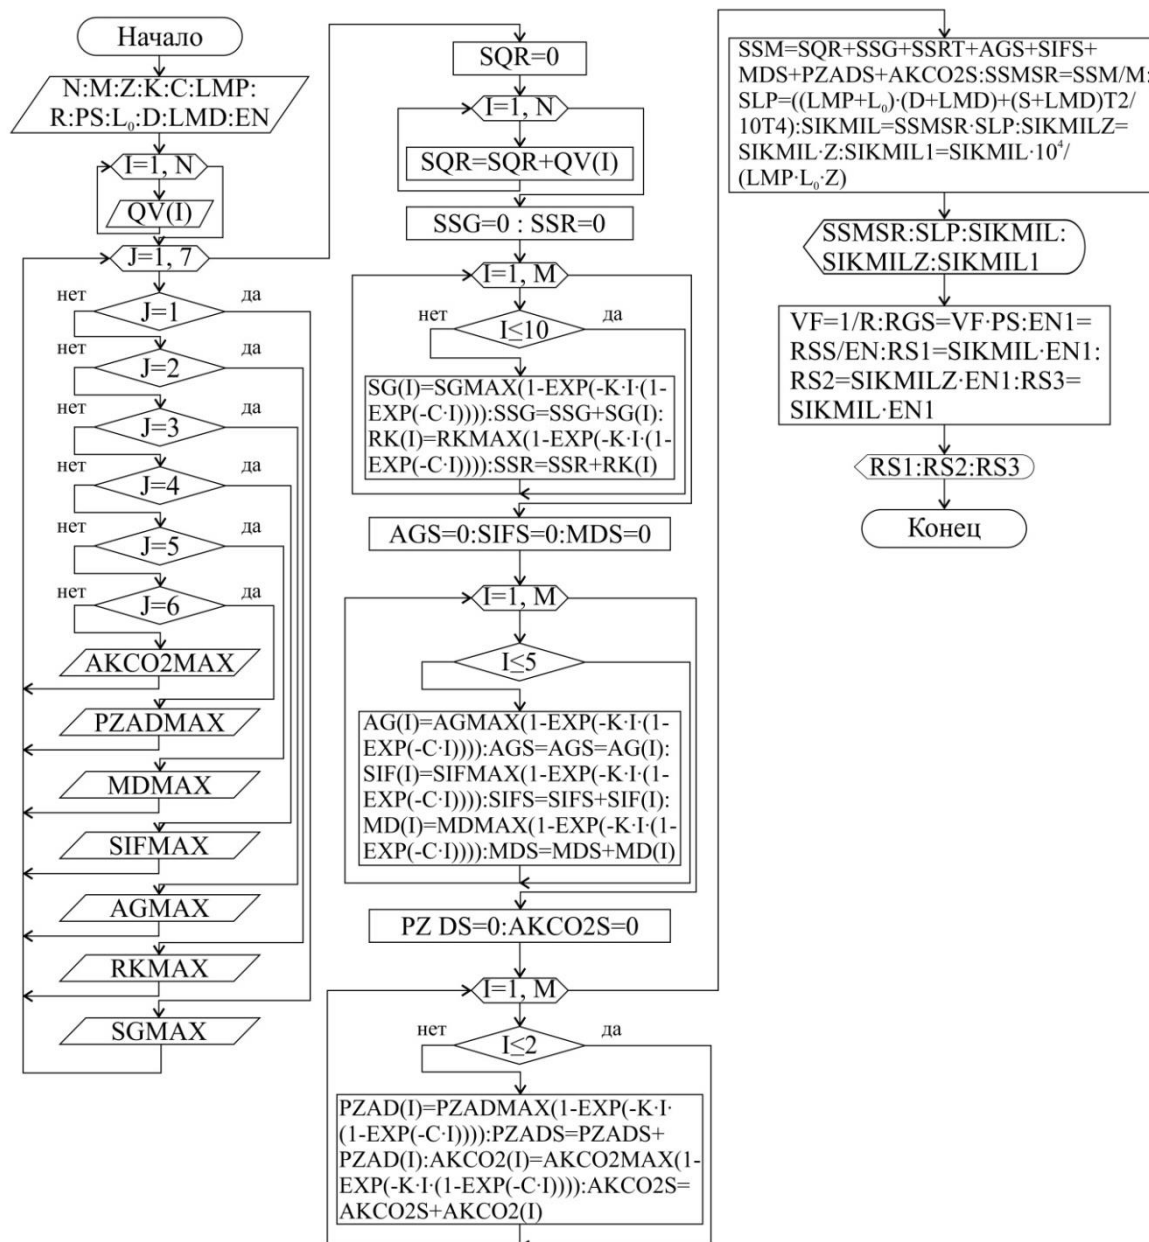 Начало
N:M:Z:K:C:LMP:
R:PS:L₀:D:LMD:EN
I=1, N
QV(I)
J=1, 7
нет
да
J=1
нет
да
J=2
нет
да
J=3
нет
да
J=4
нет
да
J=5
нет
да
J=6
AKCO2MAX
PZADMAX
MDMAX
SIFMAX
AGMAX
RKMAX
SGMAX
SQR=0
I=1, N
SQR=SQR+QV(I)
SSG=0 : SSR=0
I=1, M
нет
да
I≤10
SG(I)=SGMAX(1-EXP(-K·I·(1-
EXP(-C·I)))):SSG=SSG+SG(I):
RK(I)=RKMAX(1-EXP(-K·I·(1-
EXP(-C·I)))):SSR=SSR+RK(I)
AGS=0:SIFS=0:MDS=0
I=1, M
I≤5
AG(I)=AGMAX(1-EXP(-K·I·(1-
EXP(-C·I)))):AGS=AGS=AG(I):
SIF(I)=SIFMAX(1-EXP(-K·I·(1-
EXP(-C·I)))):SIFS=SIFS+SIF(I):
MD(I)=MDMAX(1-EXP(-K·I·(1-
EXP(-C·I)))):MDS=MDS+MD(I)
PZ DS=0:AKCO2S=0
I=1, M
нет
да
I≤2
PZAD(I)=PZADMAX(1-EXP(-K·I·
(1-EXP(-C·I)))):PZADS=PZADS+
PZAD(I):AKCO2(I)=AKCO2MAX(1-
EXP(-K·I·(1-EXP(-C·I)))):AKCO2S=
AKCO2S+AKCO2(I)
SSM=SQR+SSG+SSRT+AGS+SIFS+
MDS+PZADS+AKCO2S:SSMSR=SSM/M:
SLP=((LMP+L₀)·(D+LMD)+(S+LMD)T2/
10T4):SIKMIL=SSMSR·SLP:SIKMILZ=
SIKMIL·Z:SIKMIL1=SIKMIL·10⁴/
(LMP·L₀·Z)
SSMSR:SLP:SIKMIL:
SIKMILZ:SIKMIL1
VF=1/R:RGS=VF·PS:EN1=
RSS/EN:RS1=SIKMIL·EN1:
RS2=SIKMILZ·EN1:RS3=
SIKMIL·EN1
RS1:RS2:RS3
Конец